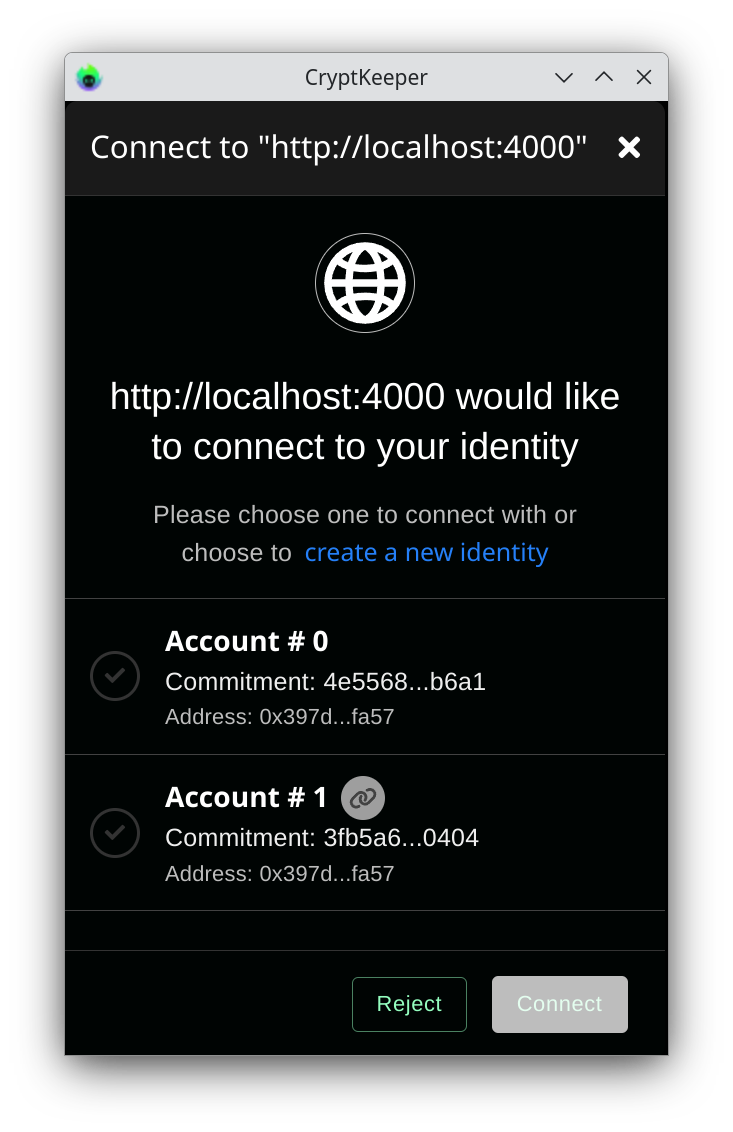 CryptKeeper
Connect to "http://localhost:4000"
http://localhost:4000 would like
to connect to your identity
Please choose one to connect with or
choose to create a new identity
Account # 0
Commitment: 4e5568...b6a1
Address: 0x397d...fa57
Account # 1
Commitment: 3fb5a6...0404
Address: 0x397d...fa57
Reject
Connect